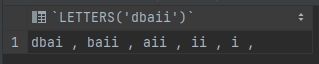 `LETTERS('dbaii')`
1 dbai , baii , aii , ii , i ,